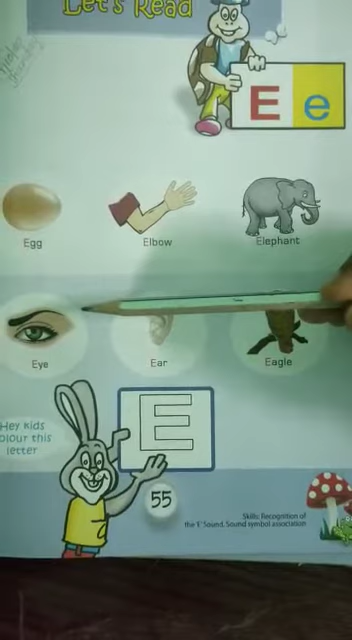 Let's Read
E e
Egg Elbow Elephant
Eye Ear Eagle
Hey kids
colour this
letter
E
55
Skills: Recognition of
the 'E' Sound, Sound symbol association